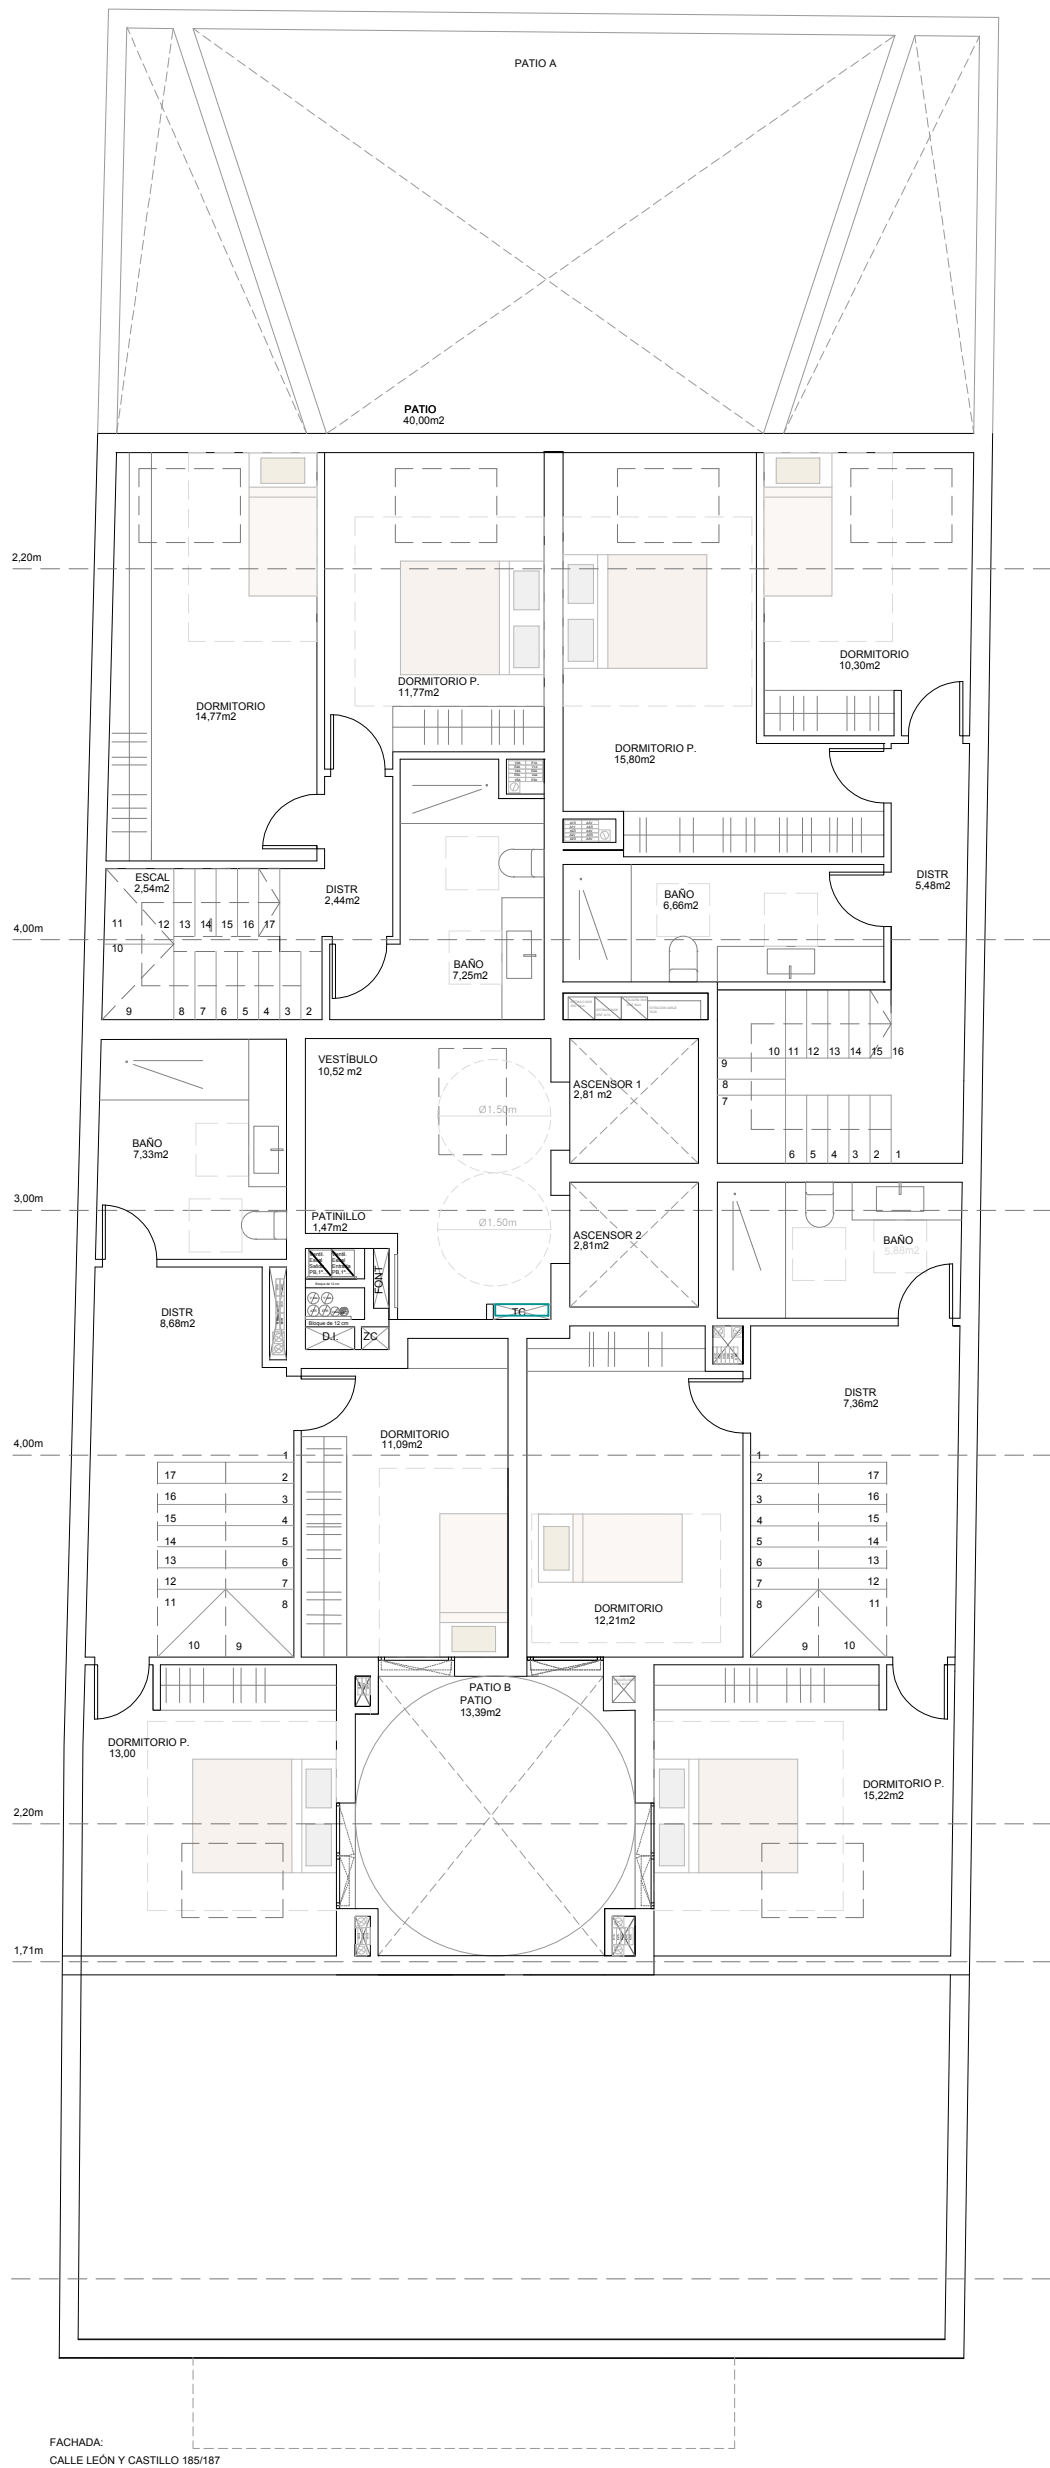 PATIO A
PATIO
40,00m2
2,20m
DORMITORIO
10,30m2
DORMITORIO P.
11,77m2
DORMITORIO
14,77m2
DORMITORIO P.
15,80m2
ESCAL
2,54m2
DISTR
2,44m2
BAÑO
6,66m2
DISTR
5,48m2
11 12 13 14 15 16 17
4,00m
10
BAÑO
7,25m2
9 8 7 6 5 4 3 2
VESTÍBULO
10,52 m2
10 11 12 13 14 15 16
9
8
7
ASCENSOR 1
2,81 m2
Ø1.50m
BAÑO
7,33m2
6 5 4 3 2 1
3,00m
PATINILLO
1,47m2
Ø1.50m
ASCENSOR 2
2,81m2
BAÑO
5,88m2
FONT
Bloque de 12 cm
TC
D.I.
ZC
DISTR
8,68m2
DISTR
7,36m2
DORMITORIO
11,09m2
4,00m
1
17 2
16 3
15 4
14 5
13 6
12 7
11 8
10 9
1
2 17
3 16
4 15
5 14
6 13
7 12
8 11
9 10
DORMITORIO
12,21m2
PATIO B
PATIO
13,39m2
DORMITORIO P.
13,00
DORMITORIO P.
15,22m2
2,20m
1,71m
FACHADA:
CALLE LEÓN Y CASTILLO 185/187